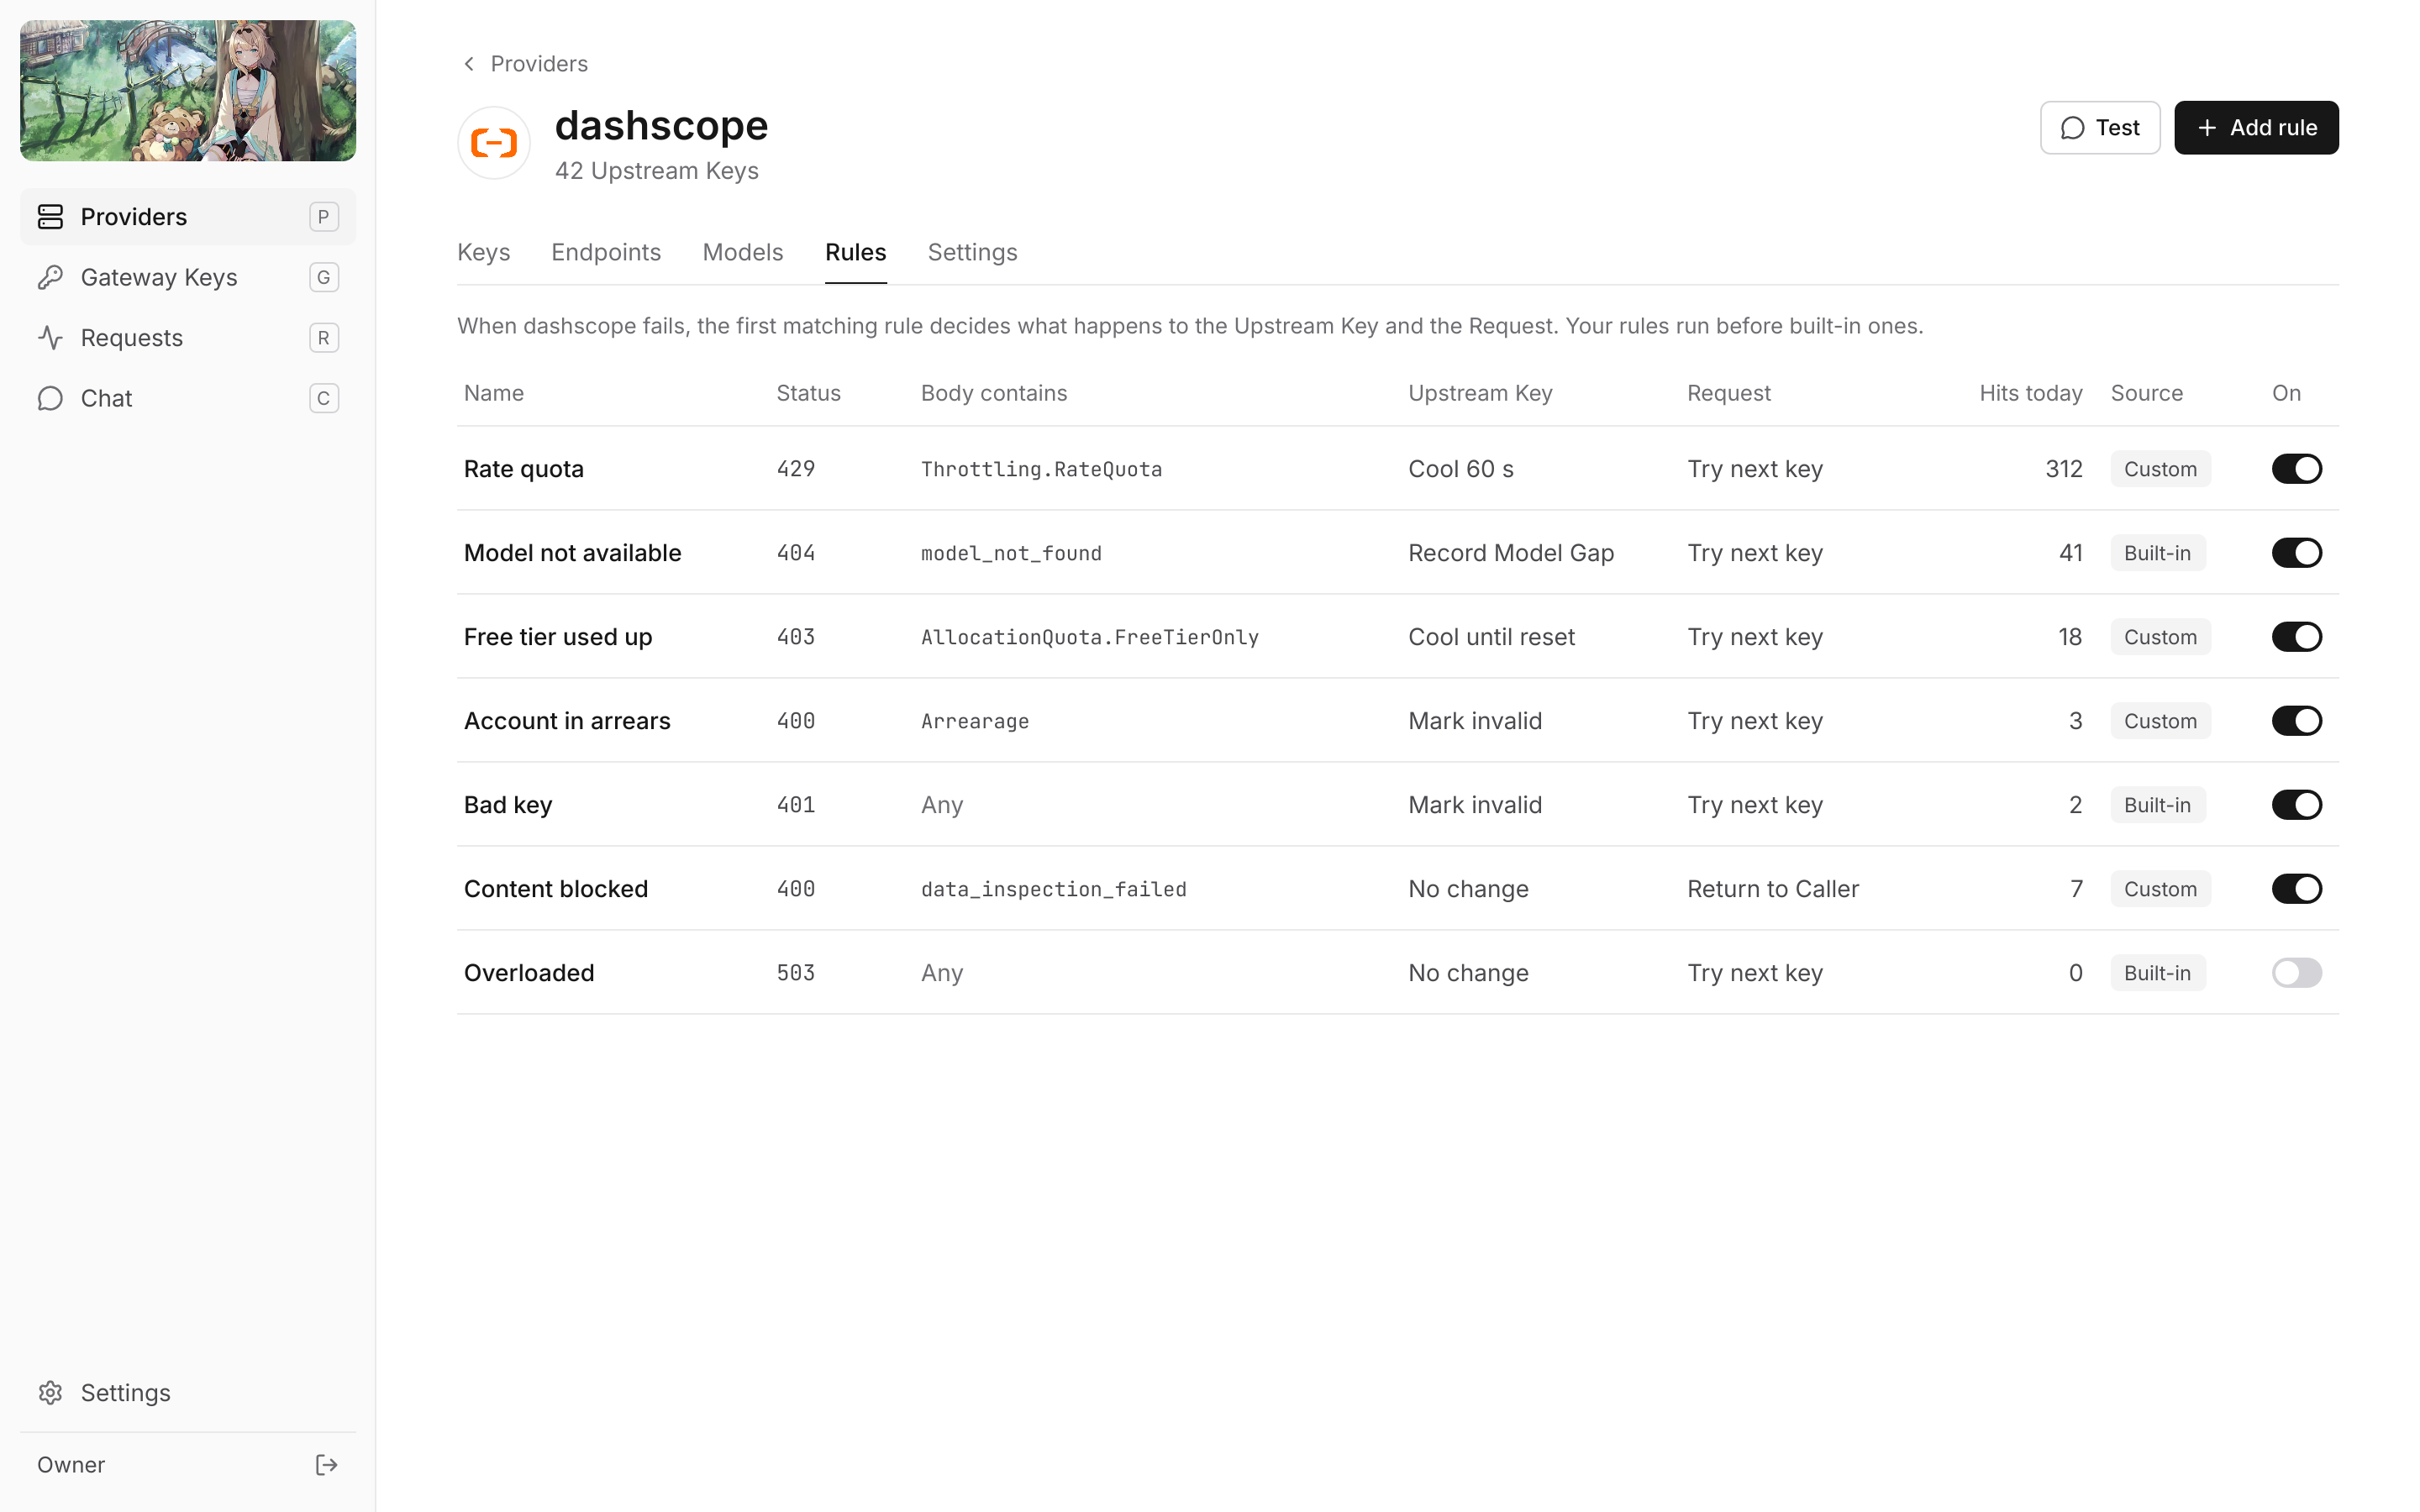 Providers P
Gateway Keys G
Requests R
Chat C
Settings
Owner
Providers
dashscope
42 Upstream Keys
Test
Add rule
Keys Endpoints Models Rules Settings
When dashscope fails, the first matching rule decides what happens to the Upstream Key and the Request. Your rules run before built-in ones.
Name Status Body contains Upstream Key Request Hits today Source On
Rate quota 429 Throttling.RateQuota Cool 60 s Try next key 312 Custom
Model not available 404 model_not_found Record Model Gap Try next key 41 Built-in
Free tier used up 403 AllocationQuota.FreeTierOnly Cool until reset Try next key 18 Custom
Account in arrears 400 Arrearage Mark invalid Try next key 3 Custom
Bad key 401 Any Mark invalid Try next key 2 Built-in
Content blocked 400 data_inspection_failed No change Return to Caller 7 Custom
Overloaded 503 Any No change Try next key 0 Built-in